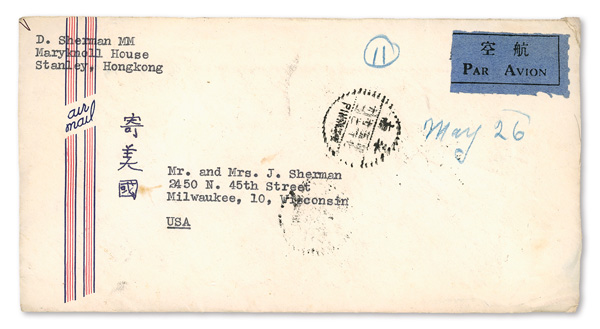 D. Sherman MM
Maryknoll House
Stanley, Hongkong
11
空航
PAR AVION
air
mail
寄美國
May 26
Mr. and Mrs. J. Sherman
2450 N. 45th Street
Milwaukee, 10, Wisconsin
USA